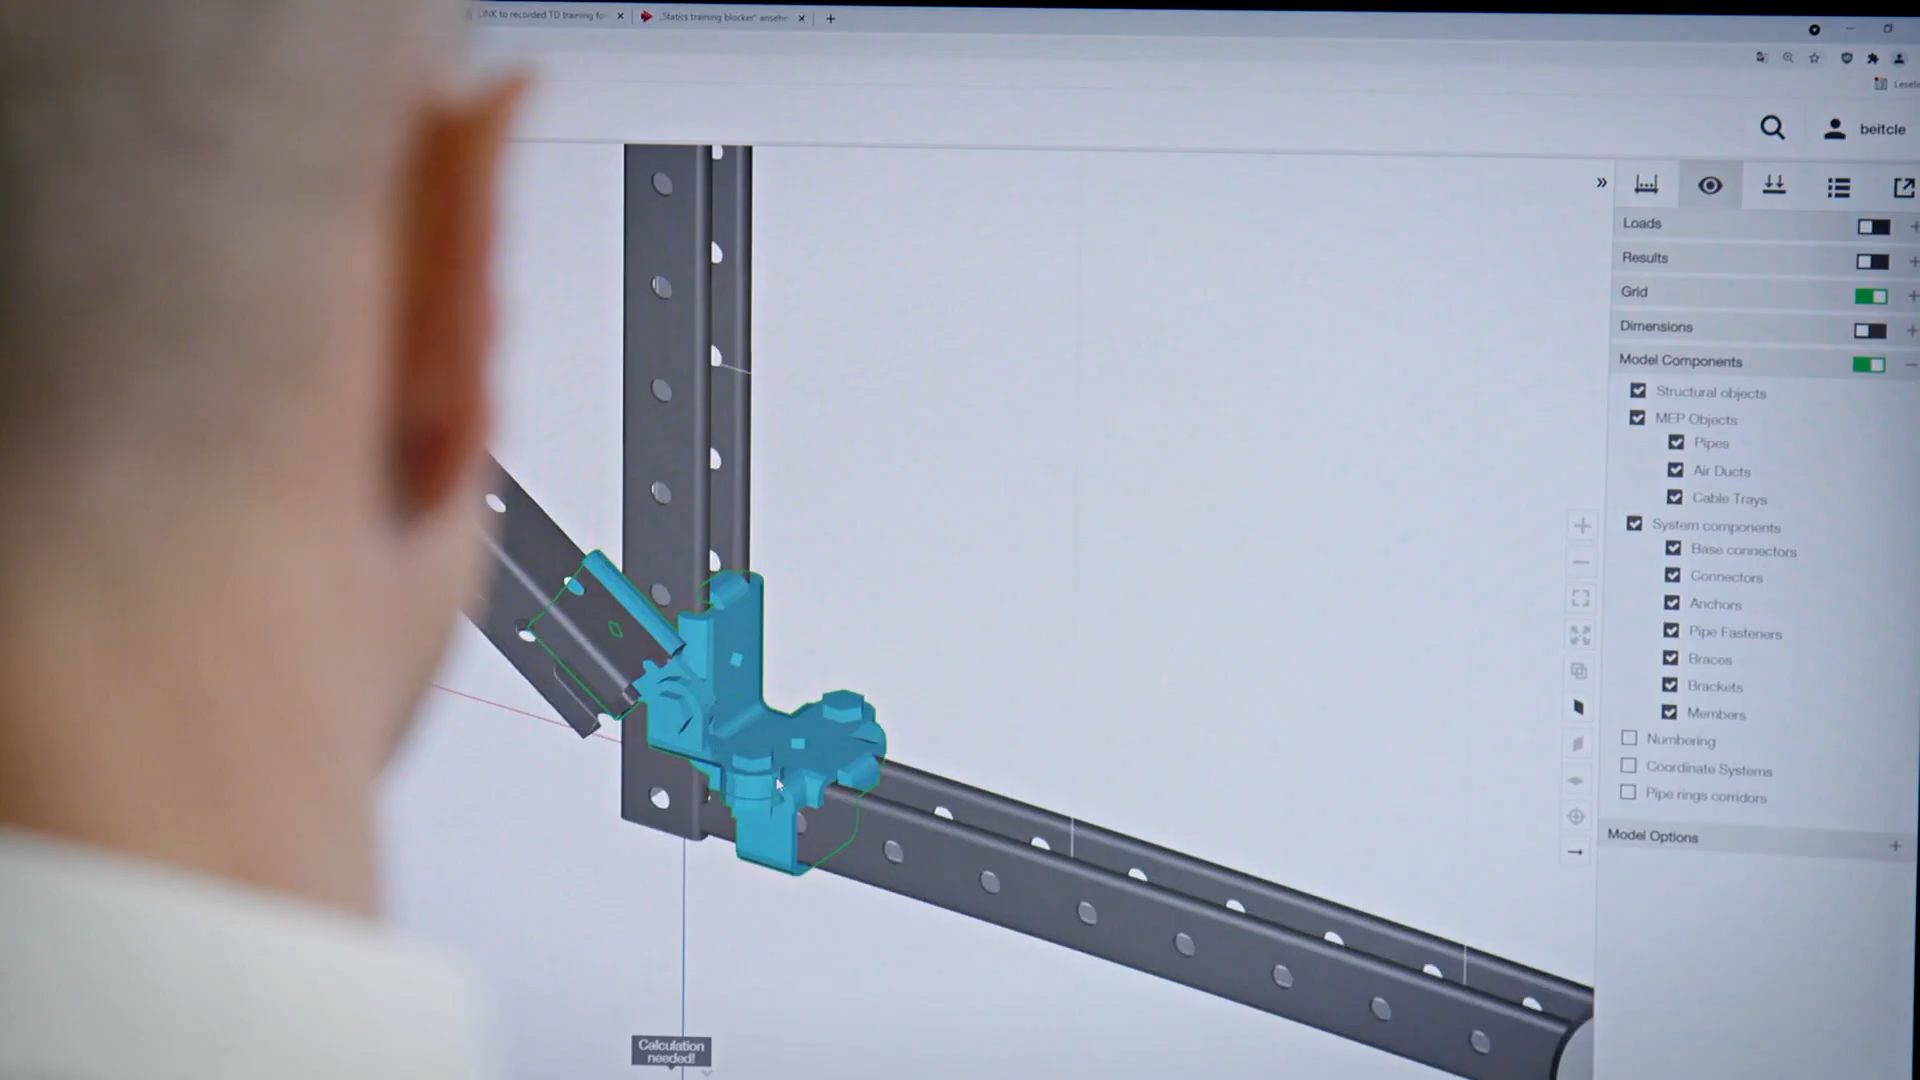 LINK to recorded TD training for
„Statics training blocker" ansehe
beitcle
Loads
Results
Grid
Dimensions
Model Components
Structural objects
MEP Objects
Pipes
Air Ducts
Cable Trays
System components
Base connectors
Connectors
Anchors
Pipe Fasteners
Braces
Brackets
Members
Numbering
Coordinate Systems
Pipe rings corridors
Model Options
Calculation
needed!